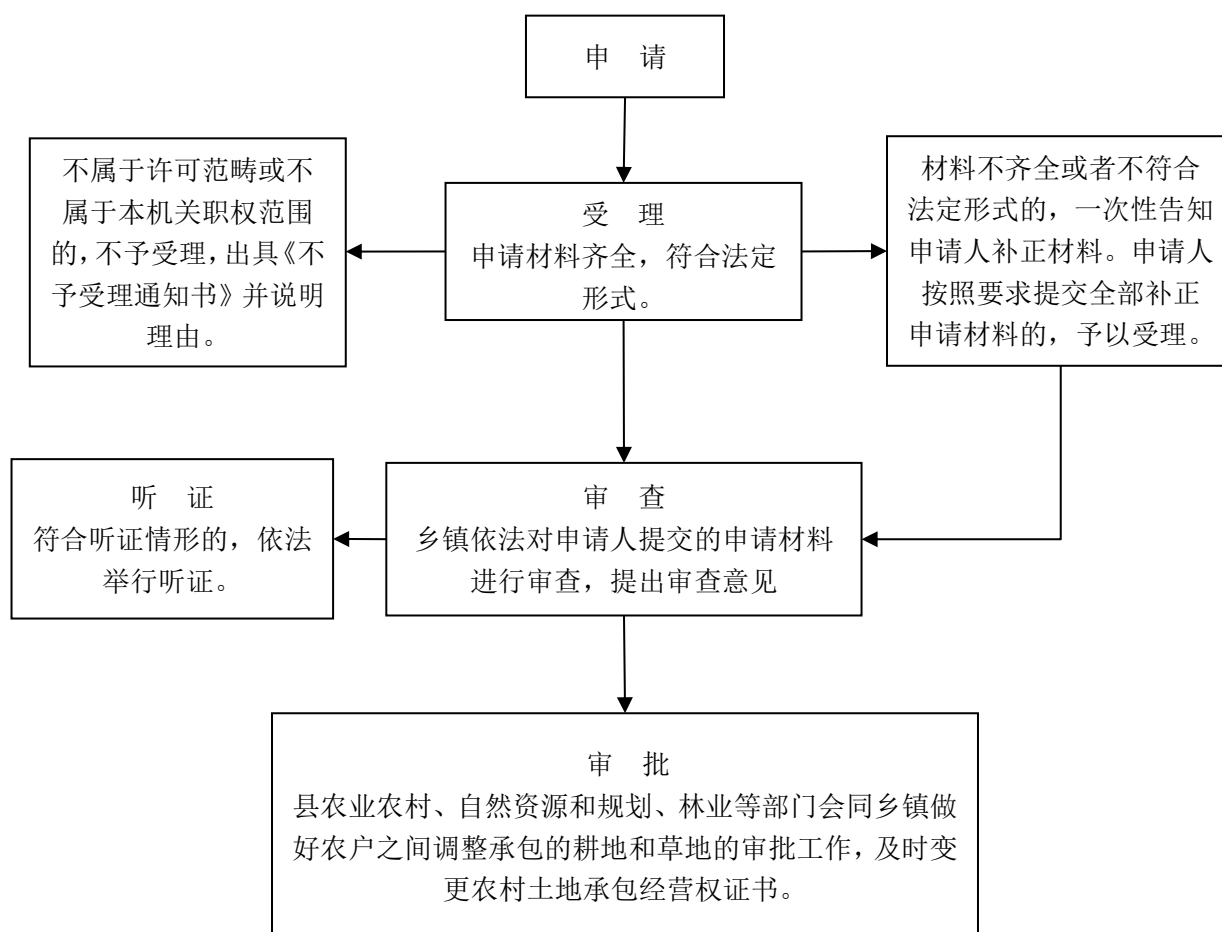 申 请
不属于许可范畴或不
属于本机关职权范围
的，不予受理，出具《不
予受理通知书》并说明
理由。
受 理
申请材料齐全，符合法定
形式。
材料不齐全或者不符合
法定形式的，一次性告知
申请人补正材料。申请人
按照要求提交全部补正
申请材料的，予以受理。
听 证
符合听证情形的，依法
举行听证。
审 查
乡镇依法对申请人提交的申请材料
进行审查，提出审查意见
审 批
县农业农村、自然资源和规划、林业等部门会同乡镇做
好农户之间调整承包的耕地和草地的审批工作，及时变
更农村土地承包经营权证书。